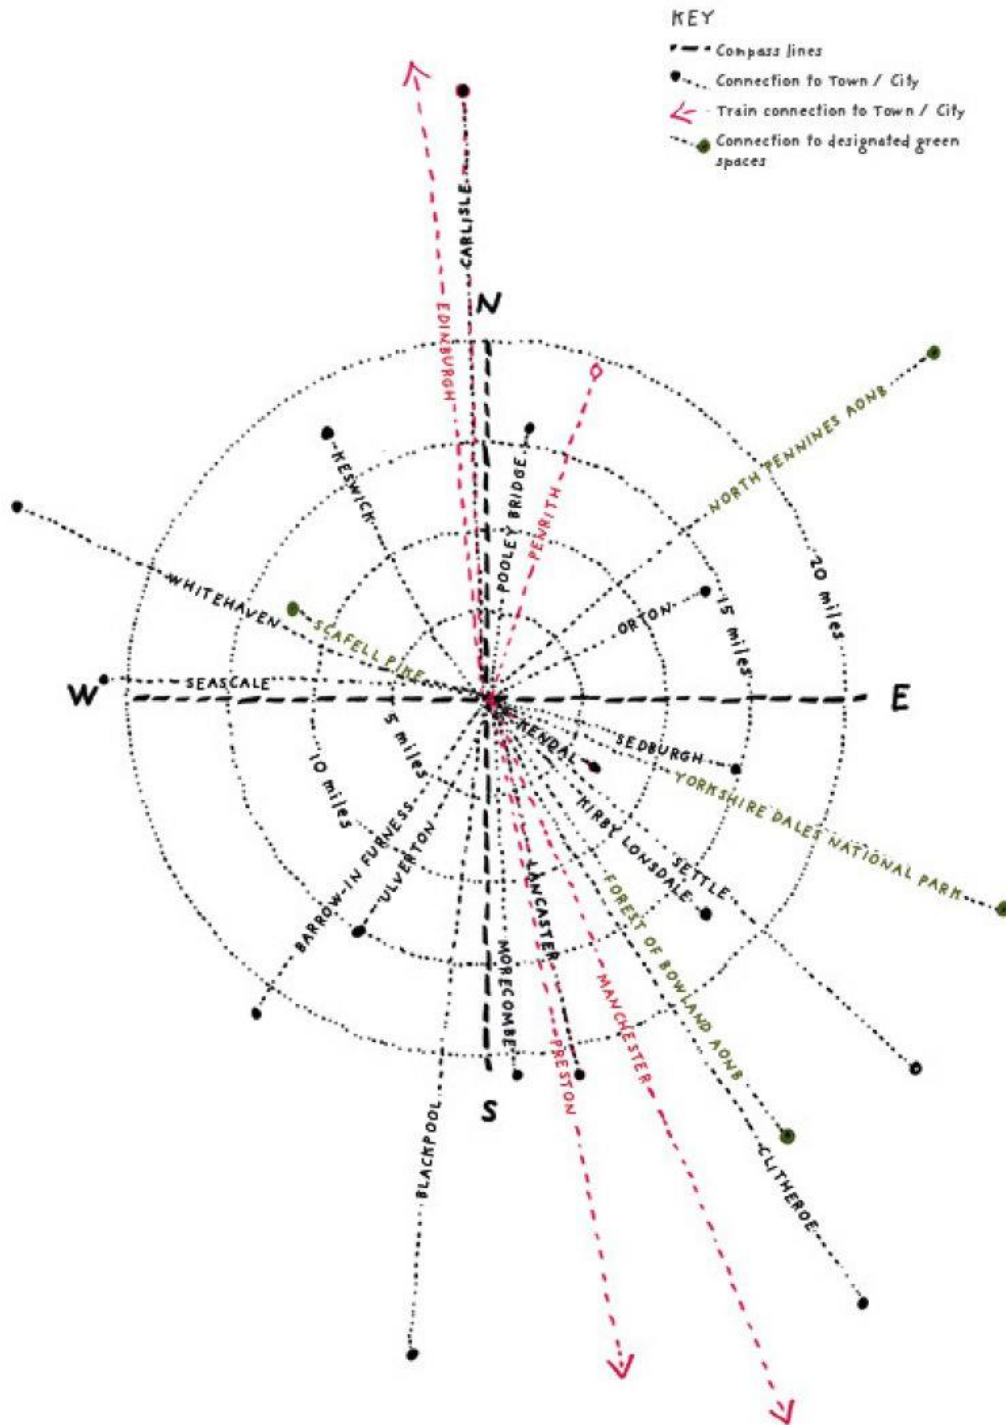 KEY
Compass lines
Connection to Town / City
Train connection to Town / City
Connection to designated green
spaces
CARLISLE
EDINBURGH
N
KESWICK
POOLEY BRIDGE
PENRITH
NORTH PENNINES AONB
WHITEHAVEN
SCAFELL PIKE
ORTON
15 miles
20 miles
W
SEASCALE
E
5 miles
10 miles
KENDAL
SEDBURGH
YORKSHIRE DALES NATIONAL PARK
KIRBY LONSDALE
SETTLE
BARROW-IN FURNESS
ULVERTON
LANCASTER
MORECOMBE
FOREST OF BOWLAND AONB
MANCHESTER
PRESTON
S
BLACKPOOL
CLITHEROE